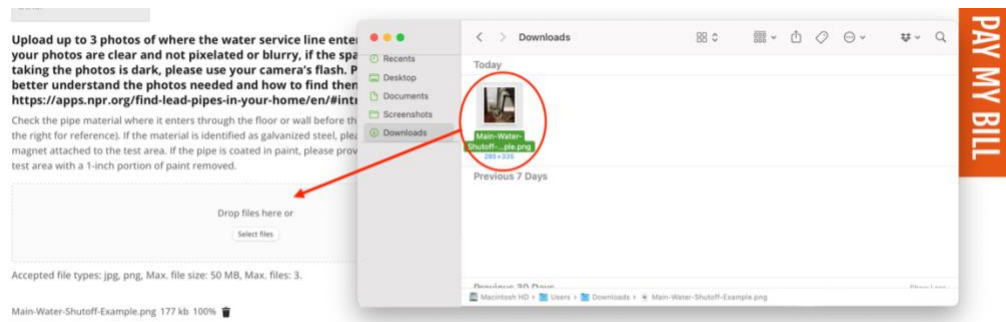 Upload up to 3 photos of where the water service line ente
your photos are clear and not pixelated or blurry, if the spa
taking the photos is dark, please use your camera's flash. P
better understand the photos needed and how to find then
https://apps.npr.org/find-lead-pipes-in-your-home/en/#intr
Check the pipe material where it enters through the floor or wall before th
the right for reference). If the material is identified as galvanized steel, plea
magnet attached to the test area. If the pipe is coated in paint, please prov
test area with a 1-inch portion of paint removed.
Drop files here or
Select files
Accepted file types: jpg, png, Max. file size: 50 MB, Max. files: 3.
Main-Water-Shutoff-Example.png 177 kb 100%
Downloads
Recents
Desktop
Documents
Screenshots
Downloads
Today
Main-Water-
Shutoff-...ple.png
285×335
Previous 7 Days
Previous 30 Days
Show Less
Macintosh HD › Users › Downloads › Main-Water-Shutoff-Example.png
PAY MY BILL